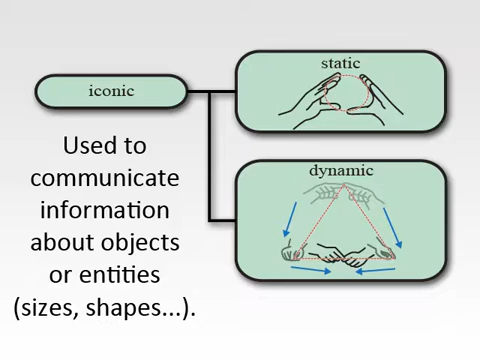 iconic
static
dynamic
Used to
communicate
information
about objects
or entities
(sizes, shapes...).